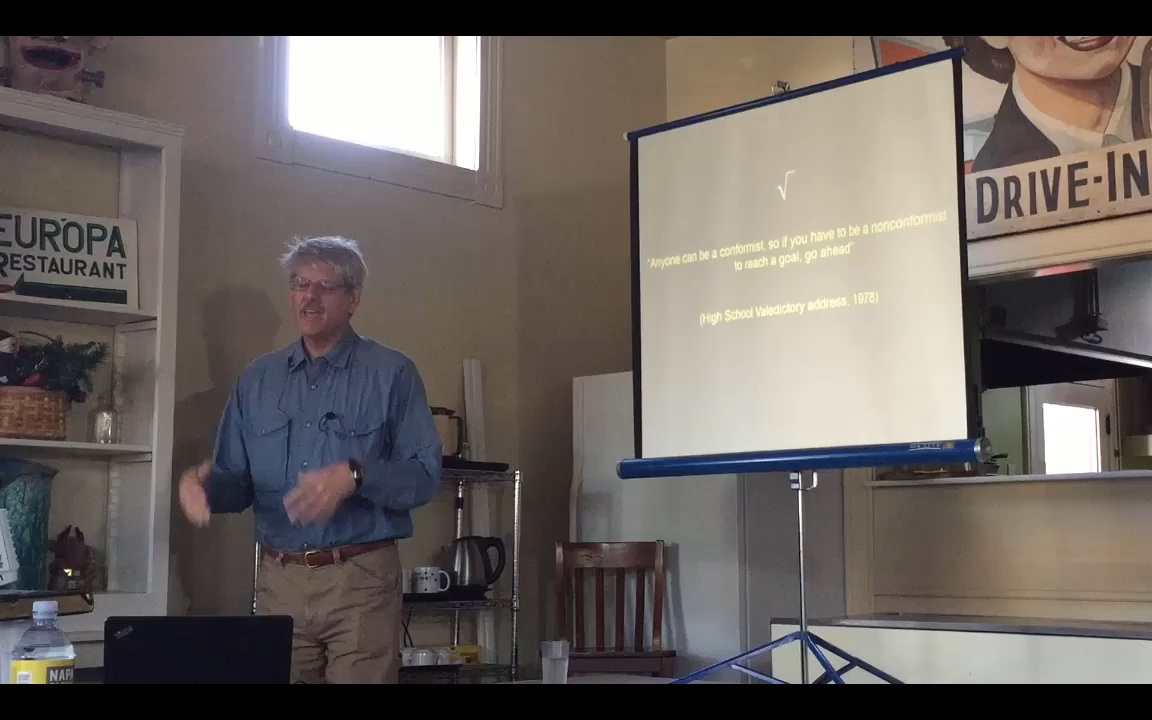 EUROPA
RESTAURANT
√
"Anyone can be a conformist, so if you have to be a nonconformist
to reach a goal, go ahead"
(High School Valedictory address, 1978)
DRIVE-IN
NAPA